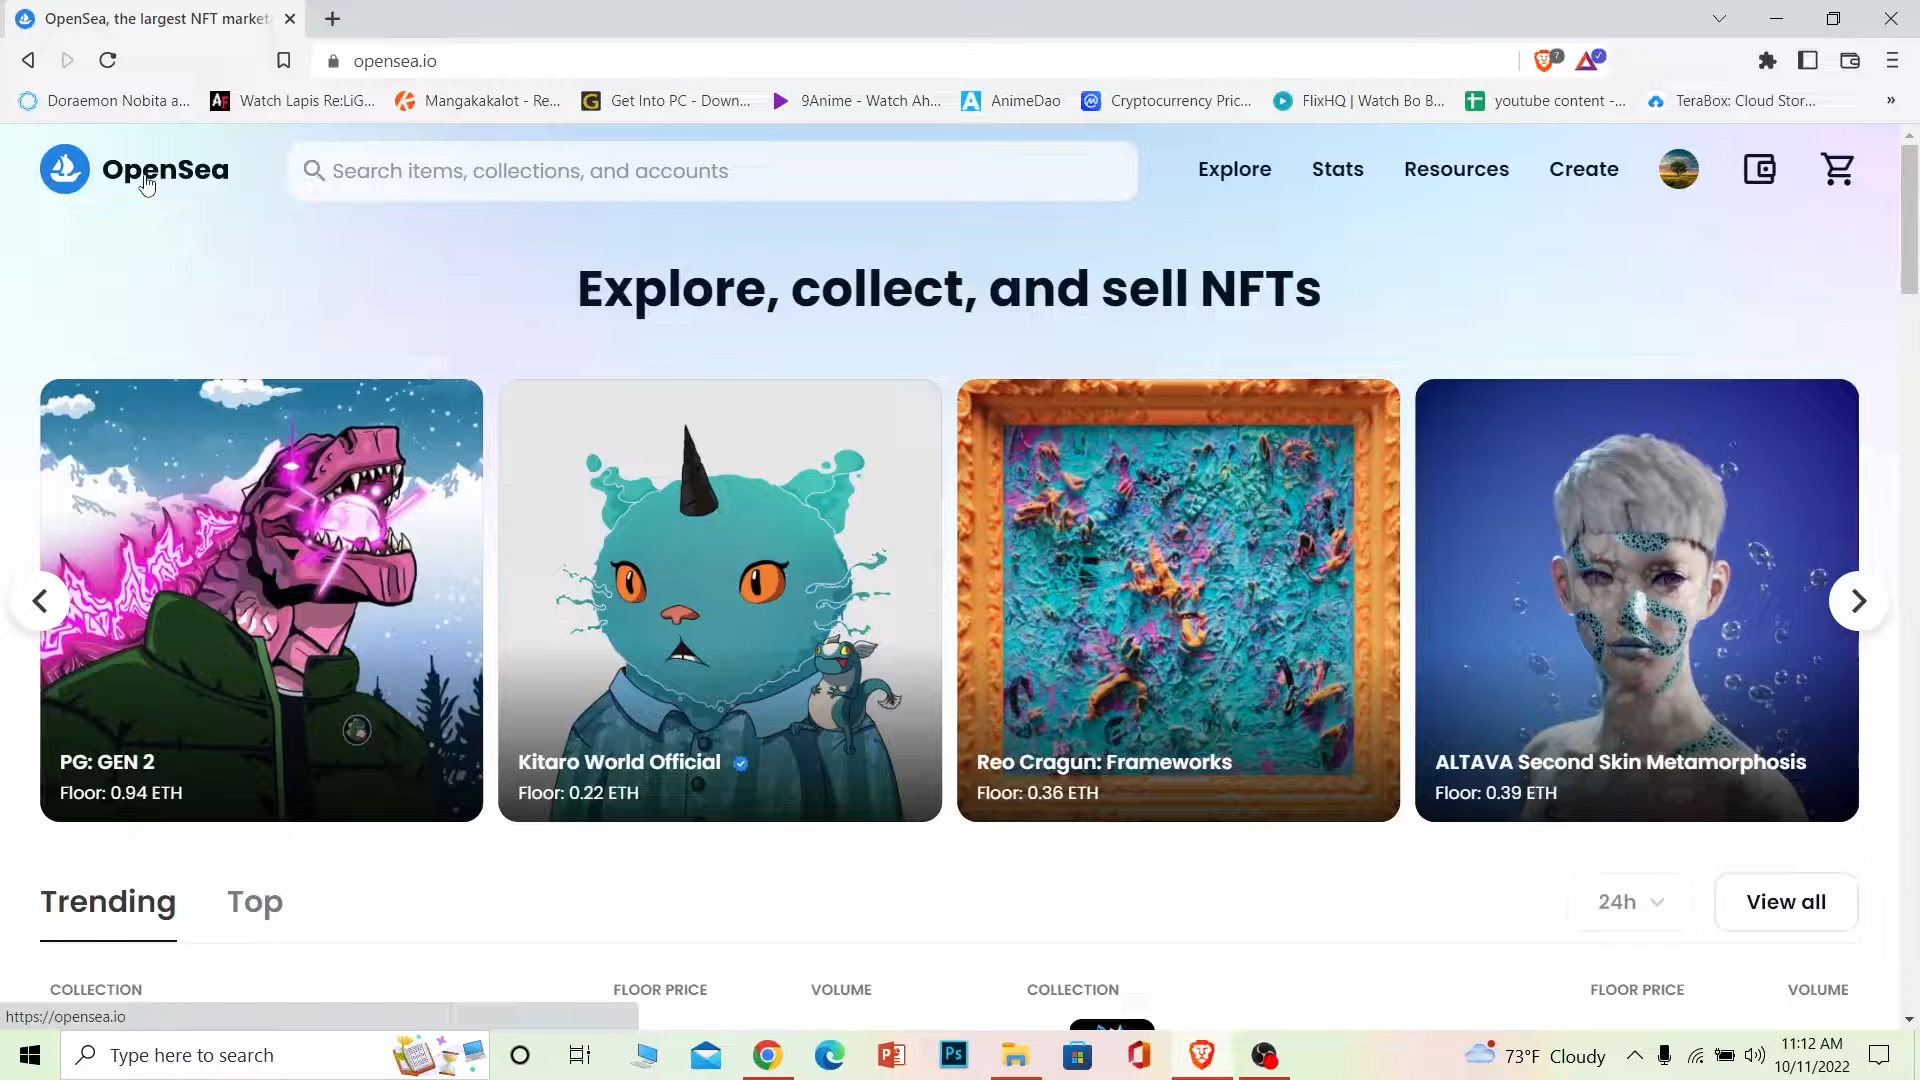 OpenSea, the largest NFT market
opensea.io
7
Doraemon Nobita a...
AF Watch Lapis Re:LiG...
Mangakakalot - Re...
G Get Into PC - Down...
9Anime - Watch Ah...
A AnimeDao
Cryptocurrency Pric...
FlixHQ | Watch Bo B...
youtube content -...
TeraBox: Cloud Stor...
»
OpenSea
Search items, collections, and accounts
Explore
Stats
Resources
Create
Explore, collect, and sell NFTs
PG: GEN 2
Floor: 0.94 ETH
Kitaro World Official
Floor: 0.22 ETH
Reo Cragun: Frameworks
Floor: 0.36 ETH
ALTAVA Second Skin Metamorphosis
Floor: 0.39 ETH
Trending
Top
24h
View all
COLLECTION
FLOOR PRICE
VOLUME
COLLECTION
FLOOR PRICE
VOLUME
https://opensea.io
Type here to search
Ps
73°F Cloudy
11:12 AM
10/11/2022